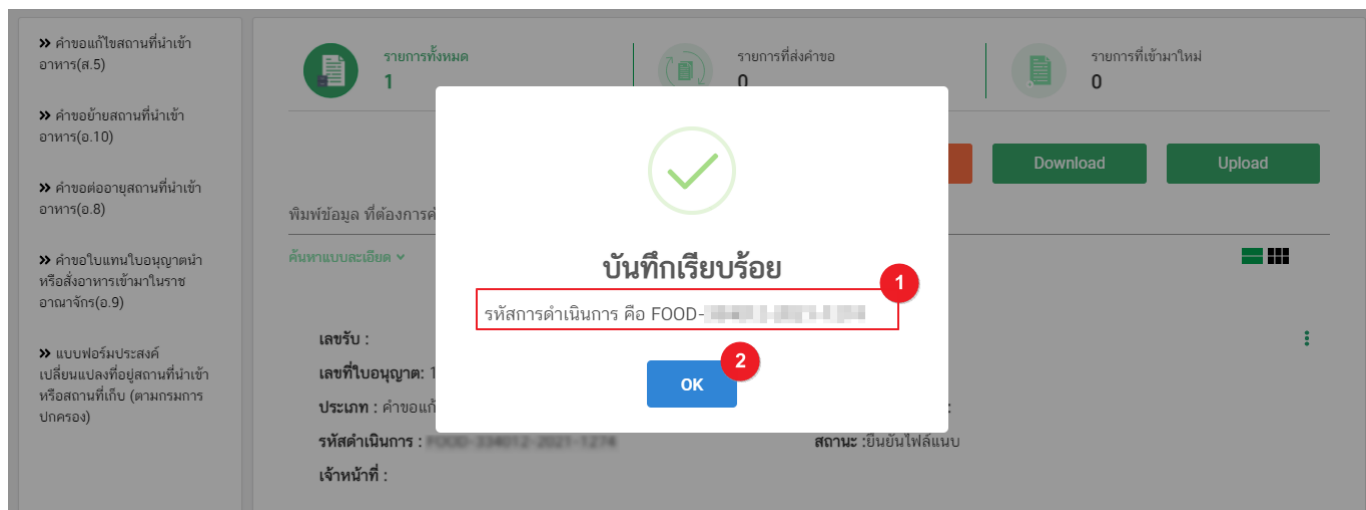 » คำขอแก้ไขสถานที่นำเข้า
อาหาร(ส.5)
» คำขอย้ายสถานที่นำเข้า
อาหาร(อ.10)
» คำขอต่ออายุสถานที่นำเข้า
อาหาร(อ.8)
» คำขอใบแทนใบอนุญาตนำ
หรือสั่งอาหารเข้ามาในราช
อาณาจักร(อ.9)
» แบบฟอร์มประสงค์
เปลี่ยนแปลงที่อยู่สถานที่นำเข้า
หรือสถานที่เก็บ (ตามกรมการ
ปกครอง)
รายการทั้งหมด
1
รายการที่ส่งคำขอ
0
รายการที่เข้ามาใหม่
0
Download
Upload
พิมพ์ข้อมูล ที่ต้องการค้
ค้นหาแบบละเอียด
บันทึกเรียบร้อย
1
รหัสการดำเนินการ คือ FOOD-
2
OK
เลขรับ :
เลขที่ใบอนุญาต: 1
ประเภท : คำขอแก้
รหัสดำเนินการ :
สถานะ :ยืนยันไฟล์แนบ
เจ้าหน้าที่ :